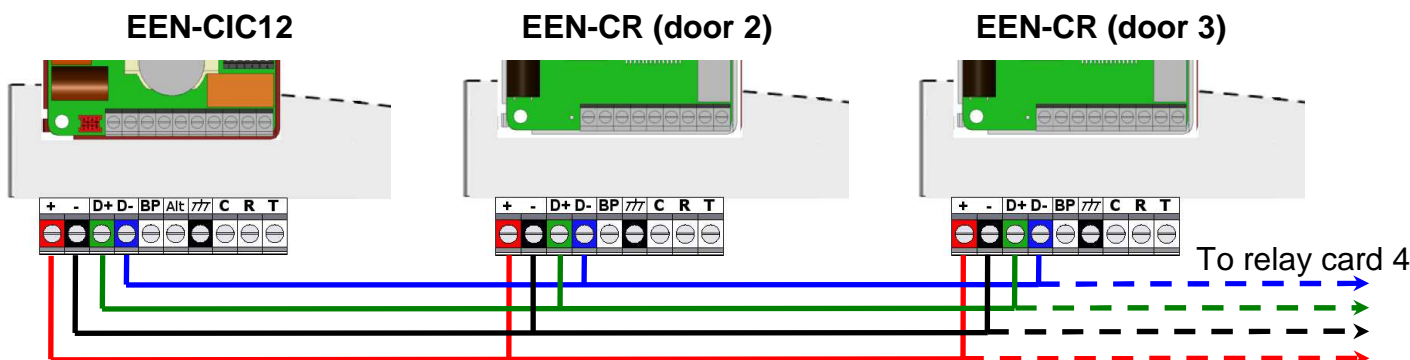 EEN-CIC12 EEN-CR (door 2) EEN-CR (door 3)
+ - D+ D- BP Alt C R T
+ - D+ D- BP C R T
+ - D+ D- BP C R T
To relay card 4